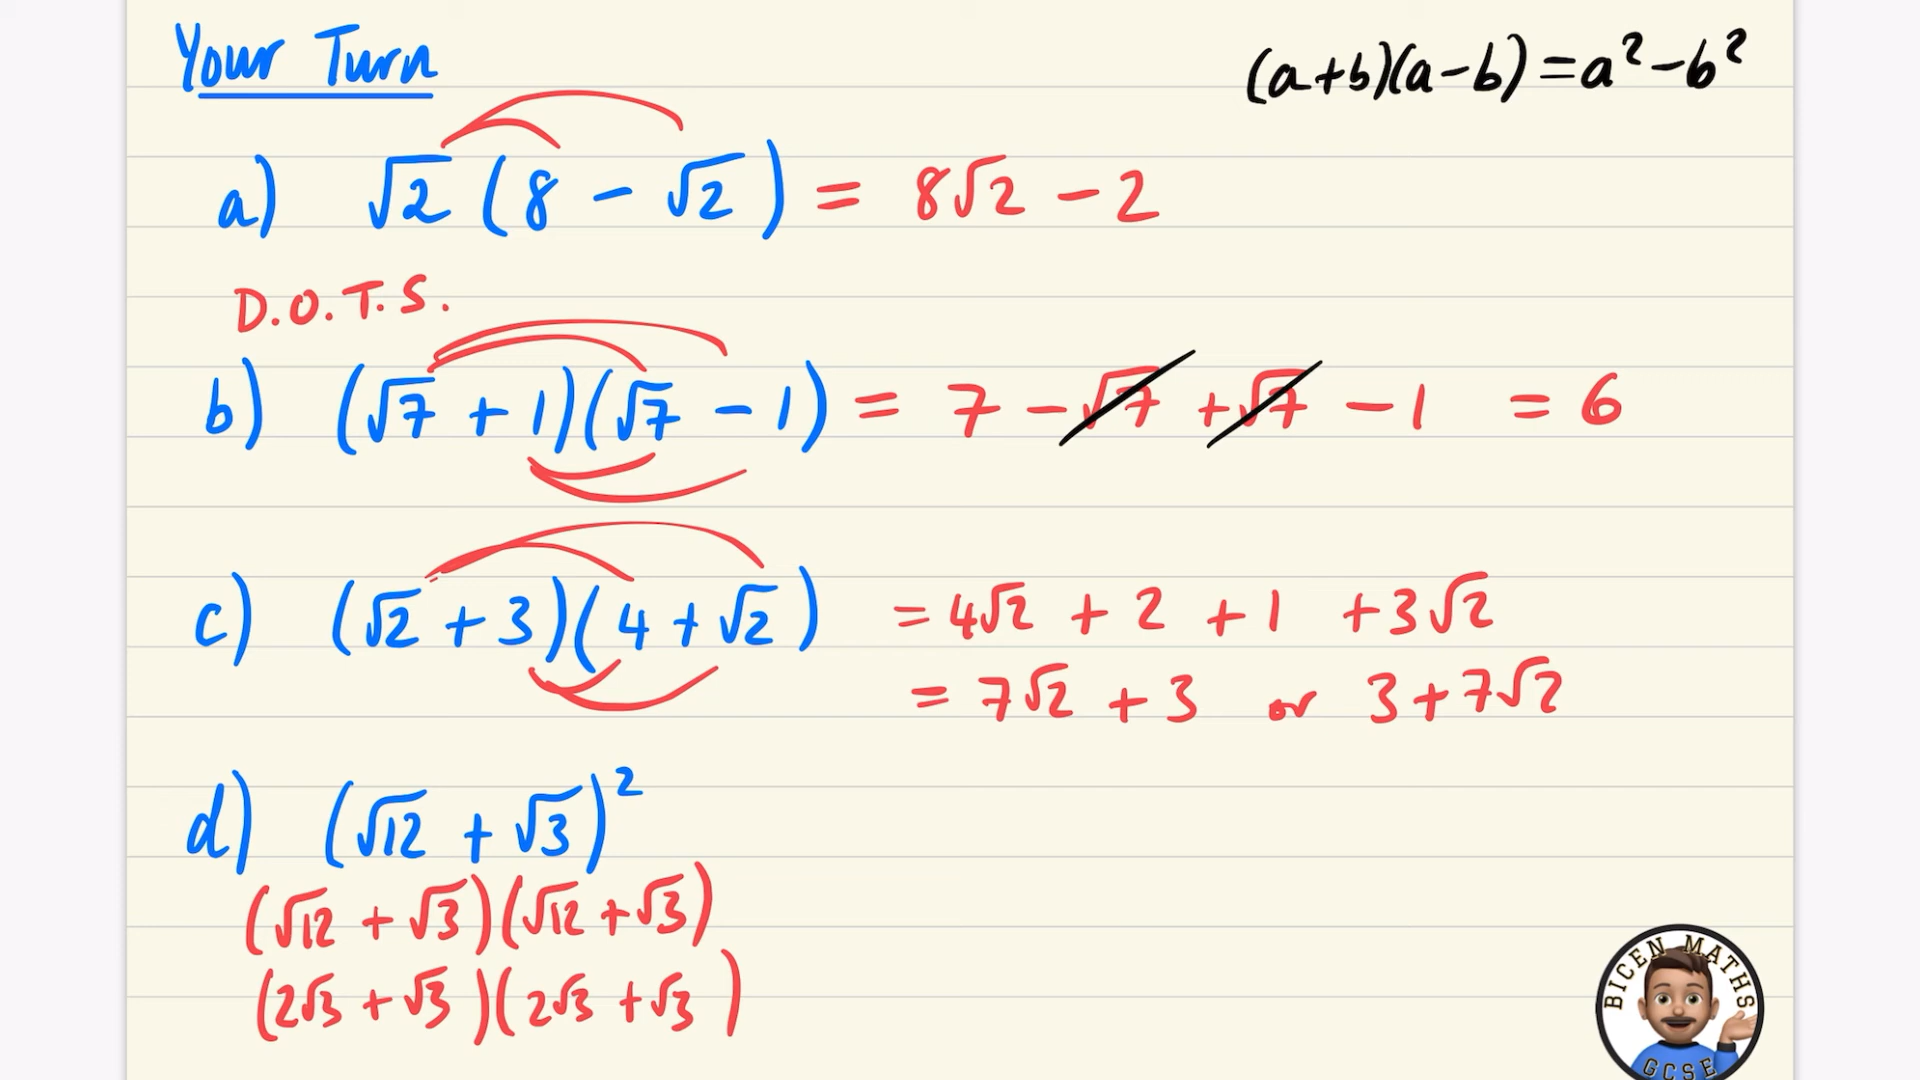 Your Turn
(a+b)(a-b)=a²-b²
a) √2 (8 - √2) = 8√2 - 2
D.O.T.S.
b) (√7 + 1)(√7 - 1) = 7 - √7 + √7 - 1 = 6
c) (√2 + 3)(4 + √2) = 4√2 + 2 + 1 + 3√2
= 7√2 + 3 or 3 + 7√2
d) (√12 + √3)²
(√12 + √3)(√12 + √3)
(2√3 + √3)(2√3 + √3)
BICEN MATHS
GCSE